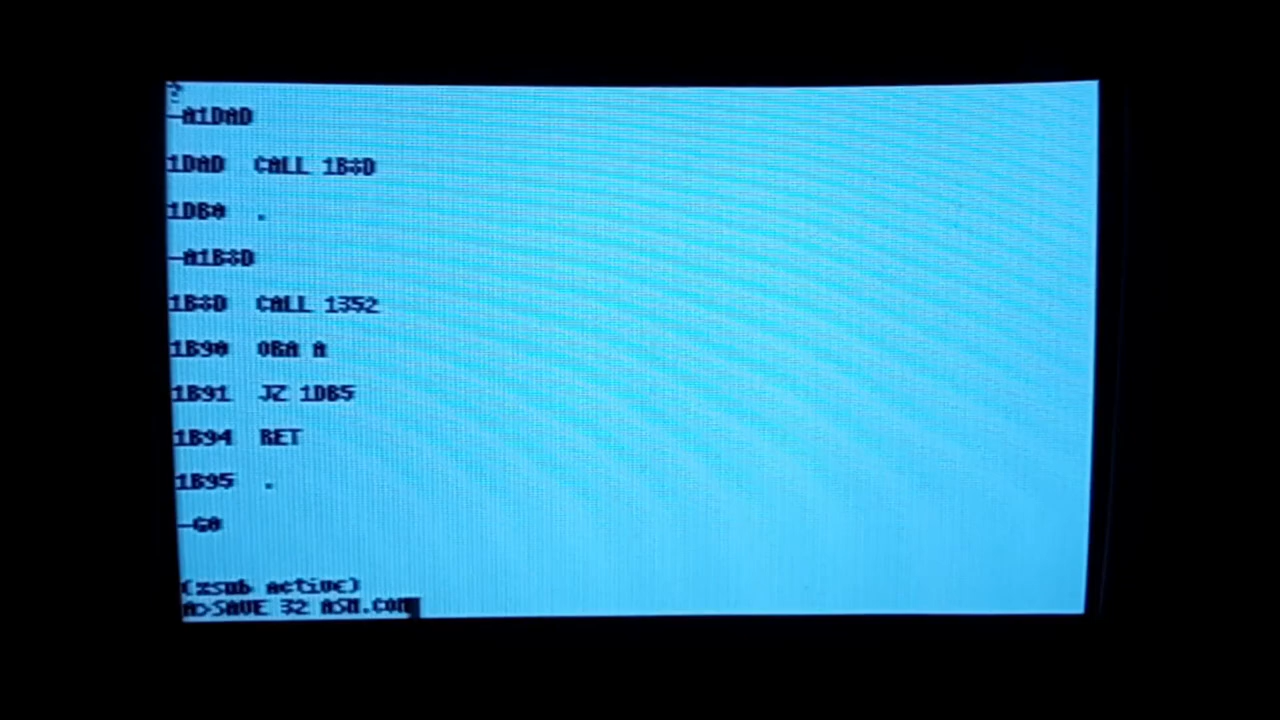 -A1DAD
1DAD CALL 1B8D
1DB0 .
-A1B8D
1B8D CALL 1352
1B90 ORA A
1B91 JZ 1DB5
1B94 RET
1B95 .
-G0
(xsub active)
A>SAVE 32 ASM.COM